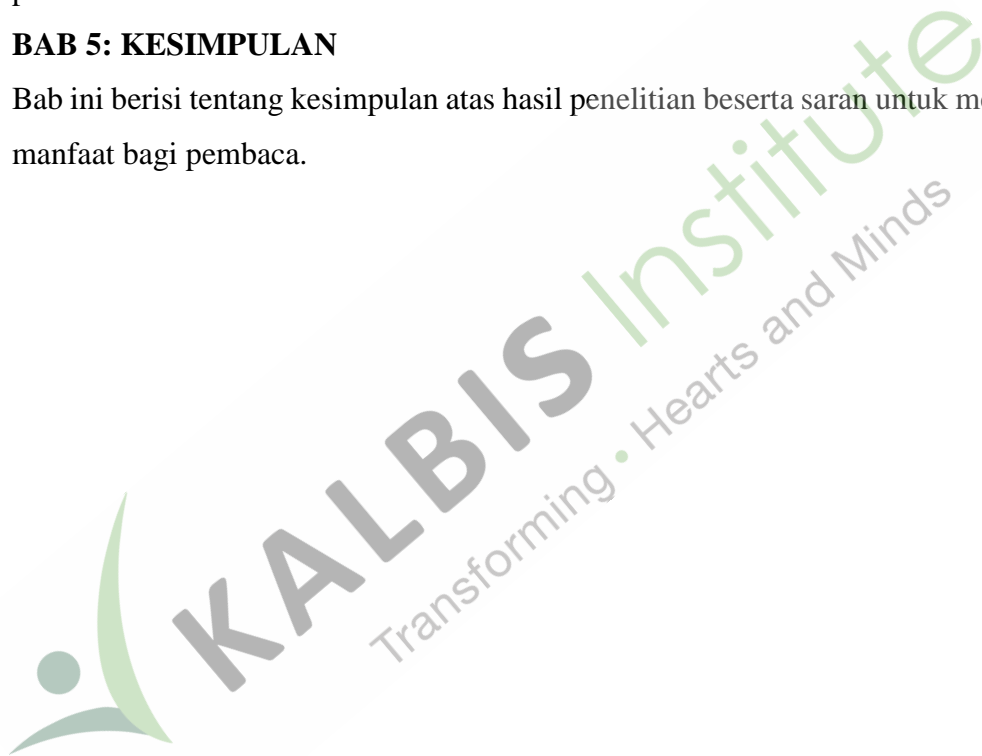 BAB 5: KESIMPULAN
Bab ini berisi tentang kesimpulan atas hasil penelitian beserta saran untuk
manfaat bagi pembaca.
KALBIS Institute
Transforming • Hearts and Minds